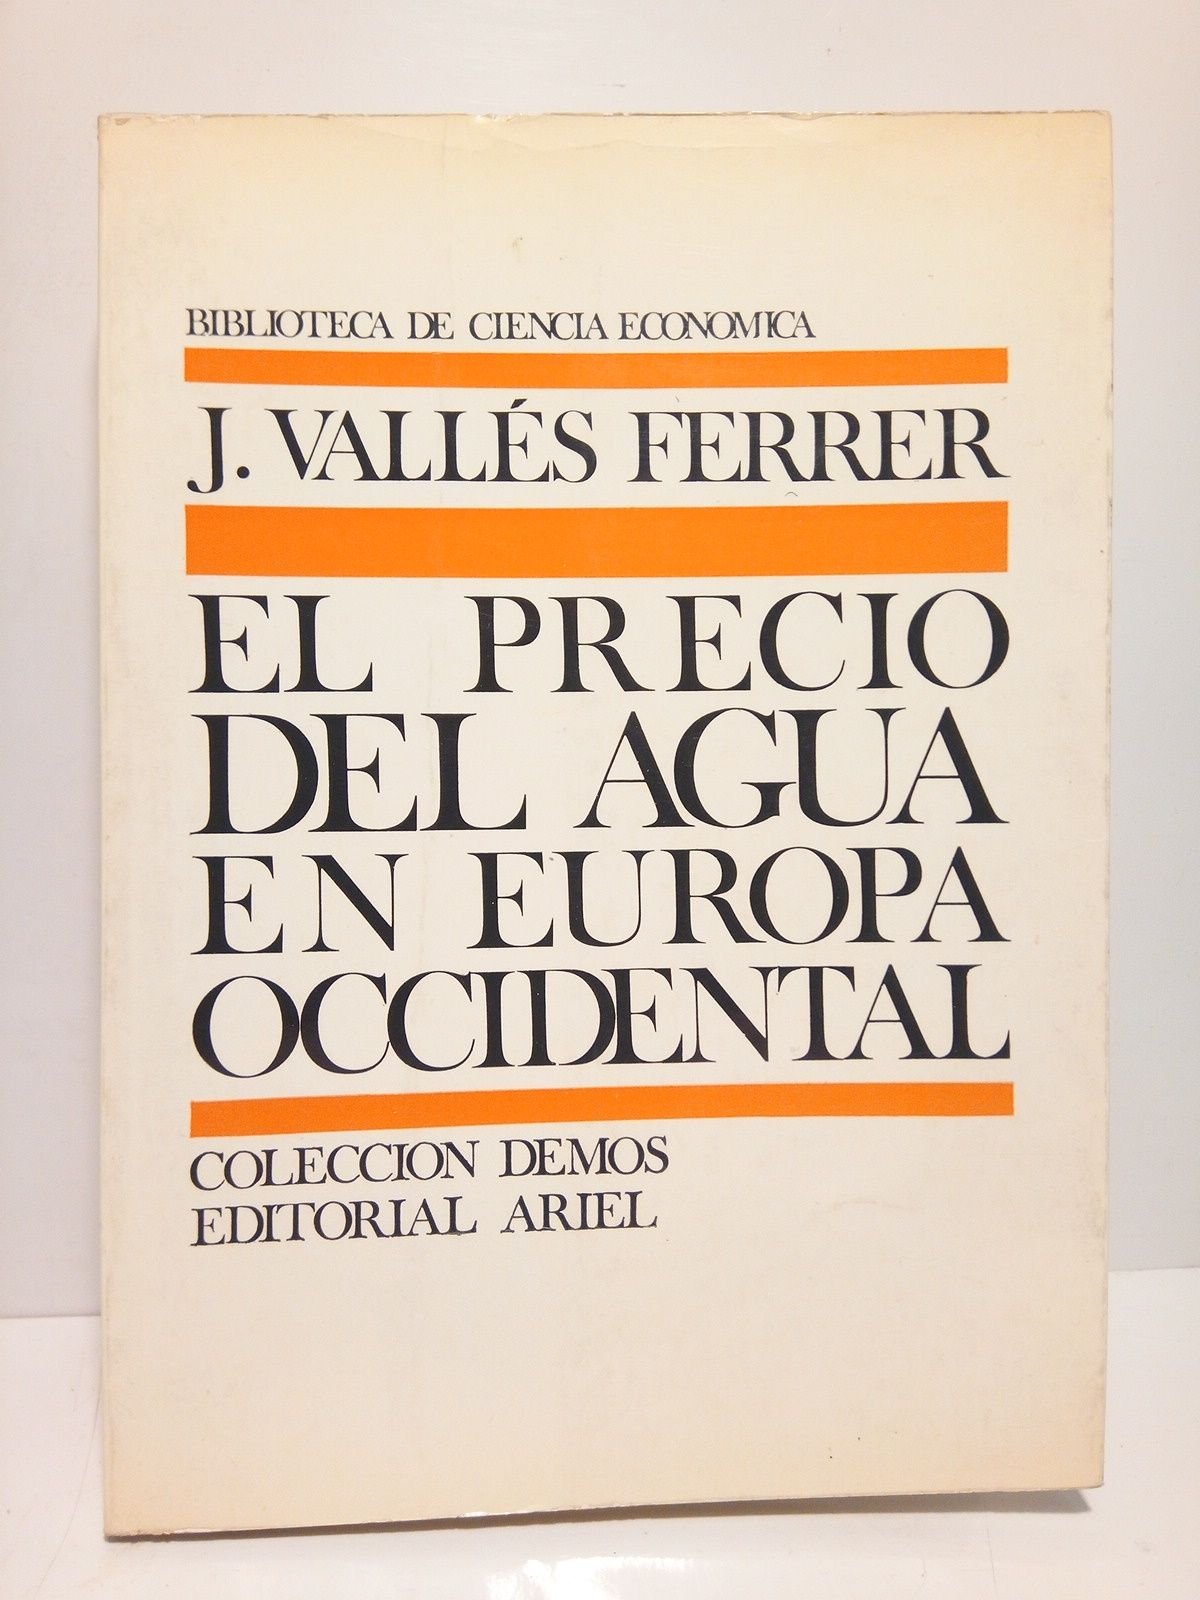 BIBLIOTECA DE CIENCIA ECONOMICA
J. VALLÉS FERRER
EL PRECIO
DEL AGUA
EN EUROPA
OCCIDENTAL
COLECCION DEMOS
EDITORIAL ARIEL